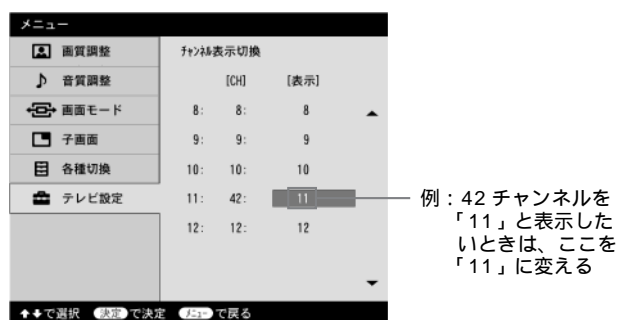 メニュー
画質調整
音質調整
画面モード
子画面
各種切換
テレビ設定
ﾁｬﾝﾈﾙ表示切換
[CH] [表示]
8: 8: 8
9: 9: 9
10: 10: 10
11: 42: 11
12: 12: 12
で選択 決定 で決定 ﾒﾆｭｰ で戻る
例：42 チャンネルを
「11」と表示した
いときは、ここを
「11」に変える